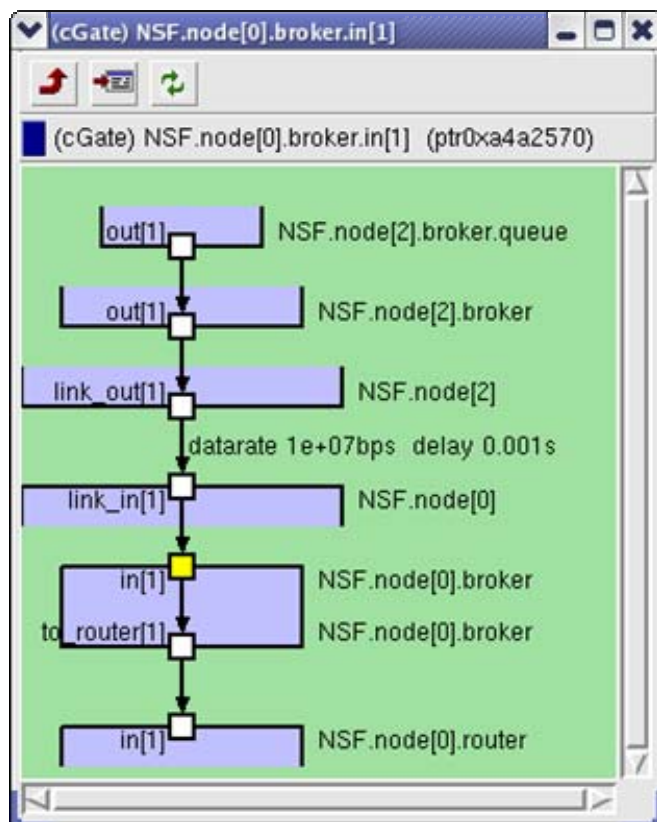 (cGate) NSF.node[0].broker.in[1]
(cGate) NSF.node[0].broker.in[1] (ptr0xa4a2570)
out[1] NSF.node[2].broker.queue
out[1] NSF.node[2].broker
link_out[1] NSF.node[2]
datarate 1e+07bps delay 0.001s
link_in[1] NSF.node[0]
in[1] NSF.node[0].broker
to_router[1] NSF.node[0].broker
in[1] NSF.node[0].router